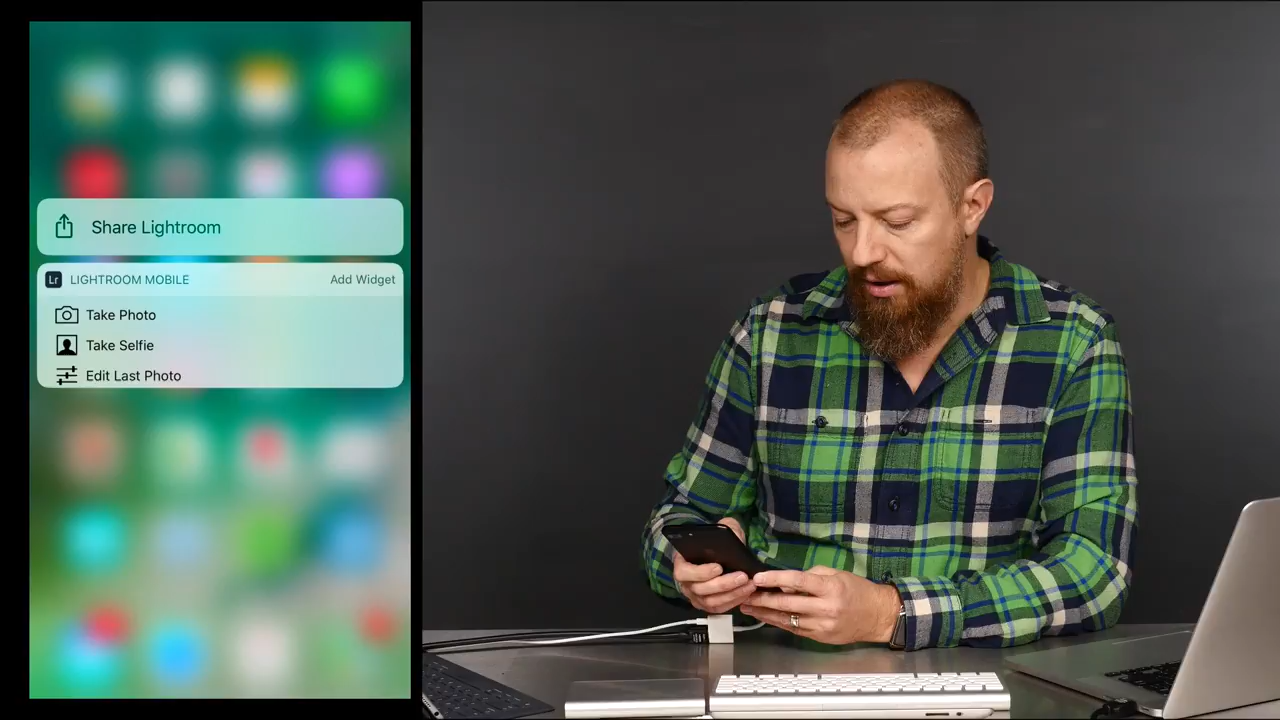 Share Lightroom
Lr LIGHTROOM MOBILE Add Widget
Take Photo
Take Selfie
Edit Last Photo